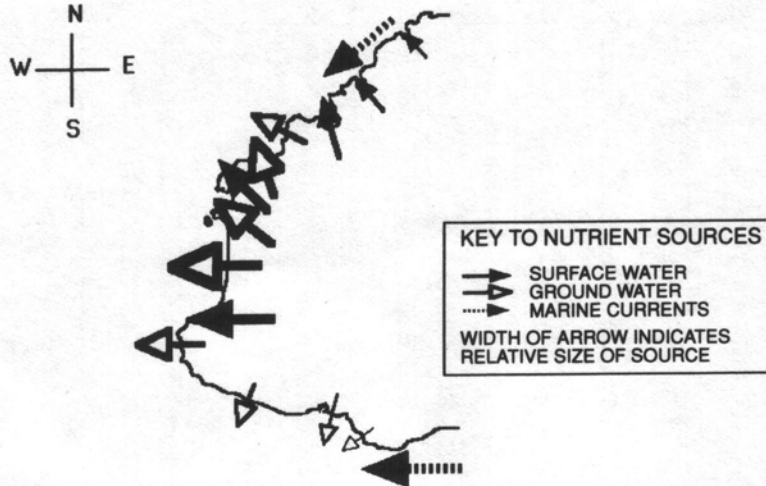 N
W E
S
KEY TO NUTRIENT SOURCES
SURFACE WATER
GROUND WATER
MARINE CURRENTS
WIDTH OF ARROW INDICATES
RELATIVE SIZE OF SOURCE